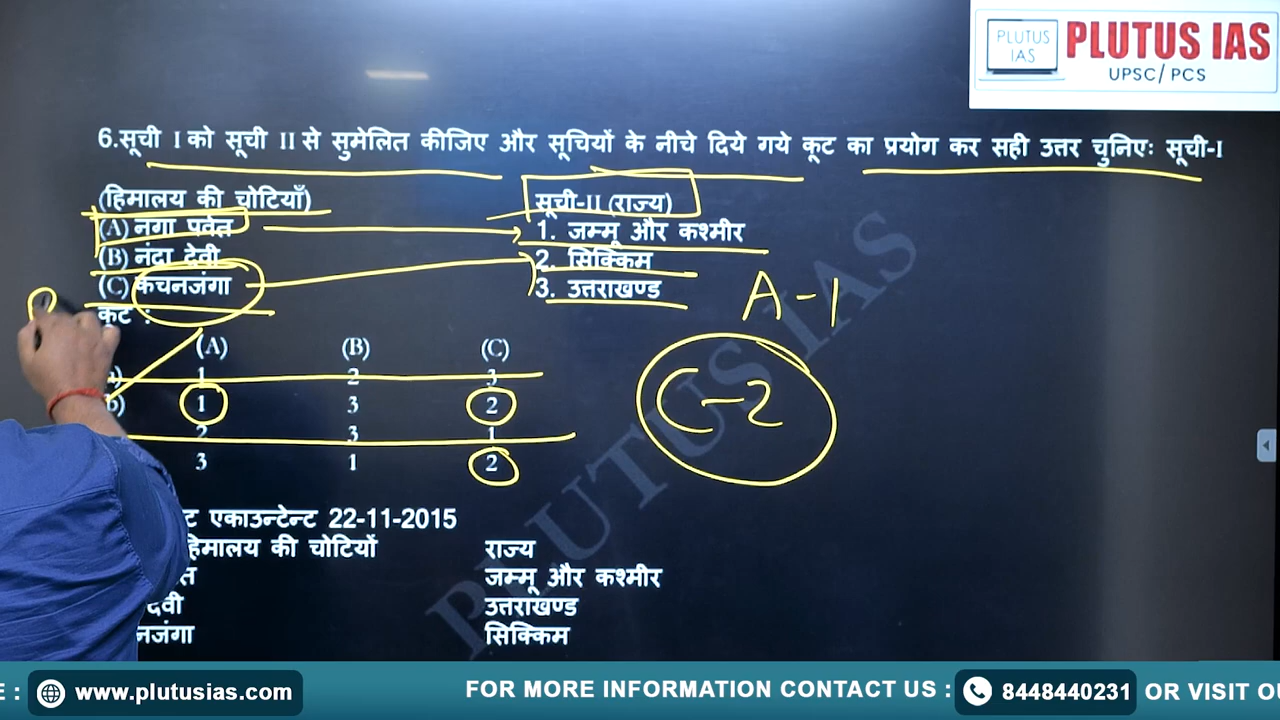 PLUTUS IAS
PLUTUS IAS
UPSC/ PCS
6.सूची I को सूची II से सुमेलित कीजिए और सूचियों के नीचे दिये गये कूट का प्रयोग कर सही उत्तर चुनिएः सूची-I
(हिमालय की चोटियाँ) सूची-II (राज्य)
(A) नंगा पर्वत 1. जम्मू और कश्मीर
(B) नंदा देवी 2. सिक्किम
(C) कंचनजंगा 3. उत्तराखण्ड
कूट :
(A) (B) (C)
1 2 3
b) 1 3 2
2 3 1
3 1 2
A-1
C-2
एकाउन्टेन्ट 22-11-2015
हिमालय की चोटियों राज्य
जम्मू और कश्मीर
देवी उत्तराखण्ड
सिक्किम
PLUTUS IAS
www.plutusias.com FOR MORE INFORMATION CONTACT US : 8448440231 OR VISIT